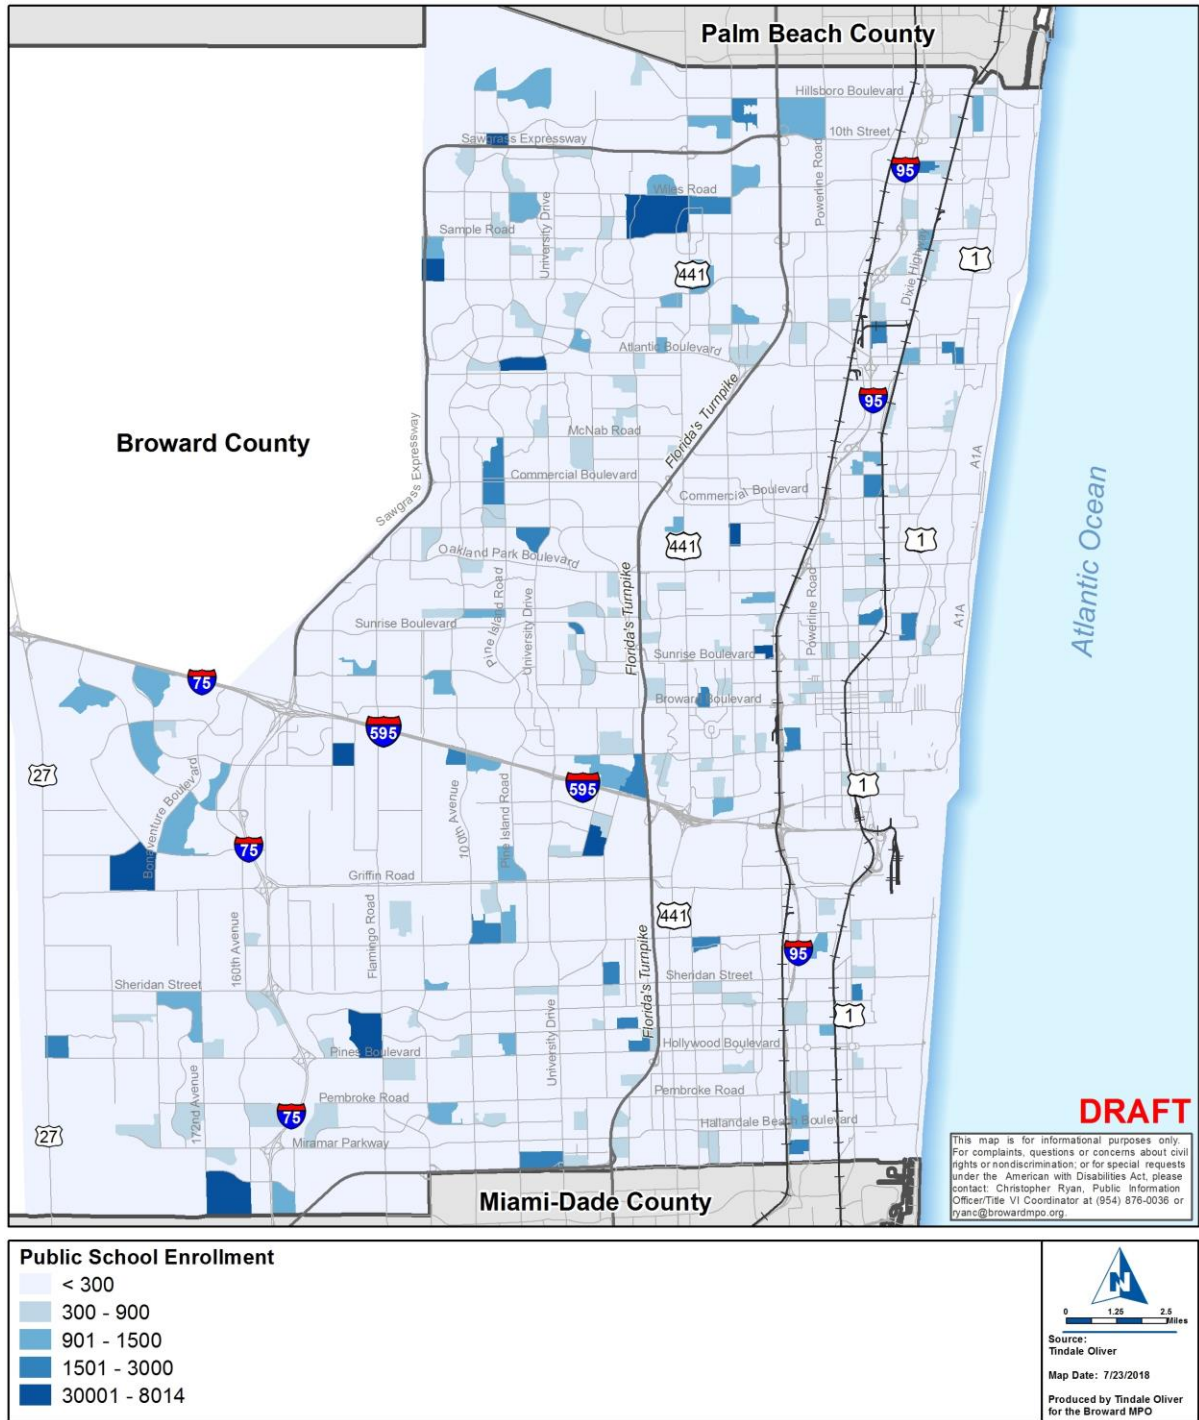 Palm Beach County
Hillsboro Boulevard
10th Street
Sawgrass Expressway
95
Powerline Road
Wiles Road
University Drive
Sample Road
1
441
Dixie Highway
Atlantic Boulevard
95
Florida's Turnpike
Broward County
McNab Road
Sawgrass Expressway
A1A
Commercial Boulevard
Commercial Boulevard
Atlantic Ocean
441
1
Oakland Park Boulevard
Pine Island Road
University Drive
Florida's Turnpike
Powerline Road
A1A
Sunrise Boulevard
Sunrise Boulevard
75
Broward Boulevard
595
27
595
1
Bonaventure Boulevard
100th Avenue
Pine Island Road
75
Griffin Road
441
160th Avenue
Flamingo Road
Florida's Turnpike
95
Sheridan Street
Sheridan Street
1
University Drive
Hollywood Boulevard
Pines Boulevard
172nd Avenue
Pembroke Road
Pembroke Road
75
Hallandale Beach Boulevard
27
Miramar Parkway
Miami-Dade County
DRAFT
This map is for informational purposes only.
For complaints, questions or concerns about civil
rights or nondiscrimination; or for special requests
under the American with Disabilities Act, please
contact: Christopher Ryan, Public Information
Officer/Title VI Coordinator at (954) 876-0036 or
ryanc@browardmpo.org.
Public School Enrollment
< 300
300 - 900
901 - 1500
1501 - 3000
30001 - 8014
N
0 1.25 2.5
Miles
Source:
Tindale Oliver
Map Date: 7/23/2018
Produced by Tindale Oliver
for the Broward MPO